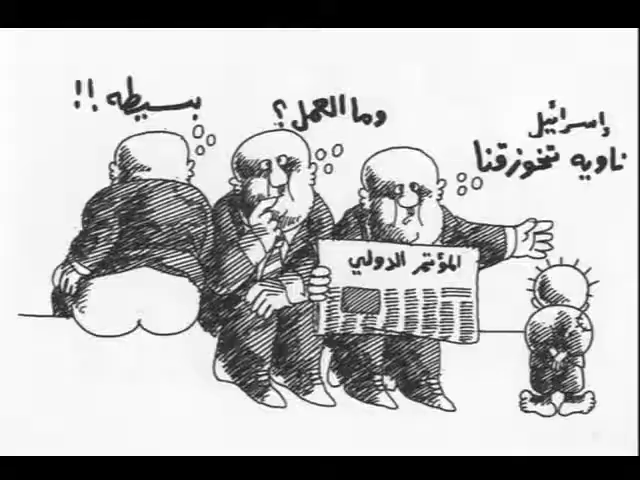 إسرائيل
ناويه تخوزقنا
وما العمل؟
بسيطه!!
المؤتمر الدولي